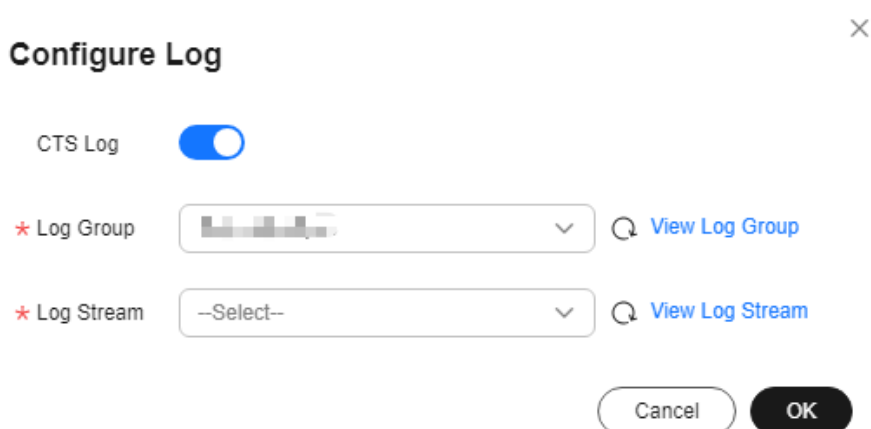 Configure Log
CTS Log
* Log Group
View Log Group
* Log Stream
--Select--
View Log Stream
Cancel
OK